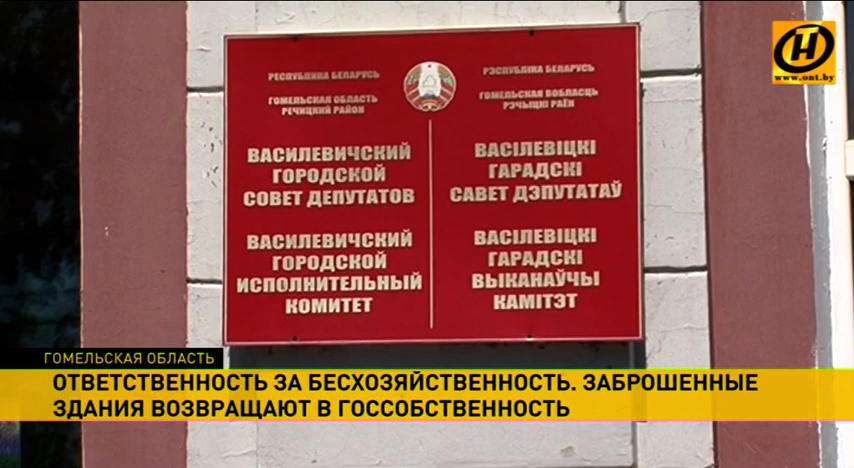 РЕСПУБЛИКА БЕЛАРУСЬ
ГОМЕЛЬСКАЯ ОБЛАСТЬ
РЕЧИЦКИЙ РАЙОН
ВАСИЛЕВИЧСКИЙ
ГОРОДСКОЙ
СОВЕТ ДЕПУТАТОВ
ВАСИЛЕВИЧСКИЙ
ГОРОДСКОЙ
ИСПОЛНИТЕЛЬНЫЙ
КОМИТЕТ
РЭСПУБЛІКА БЕЛАРУСЬ
ГОМЕЛЬСКАЯ ВОБЛАСЦЬ
РЭЧЫЦКІ РАЁН
ВАСІЛЕВІЦКІ
ГАРАДСКІ
САВЕТ ДЭПУТАТАЎ
ВАСІЛЕВІЦКІ
ГАРАДСКІ
ВЫКАНАЎЧЫ
КАМІТЭТ
Н
www.ont.by
ГОМЕЛЬСКАЯ ОБЛАСТЬ
ОТВЕТСТВЕННОСТЬ ЗА БЕСХОЗЯЙСТВЕННОСТЬ. ЗАБРОШЕННЫЕ
ЗДАНИЯ ВОЗВРАЩАЮТ В ГОССОБСТВЕННОСТЬ